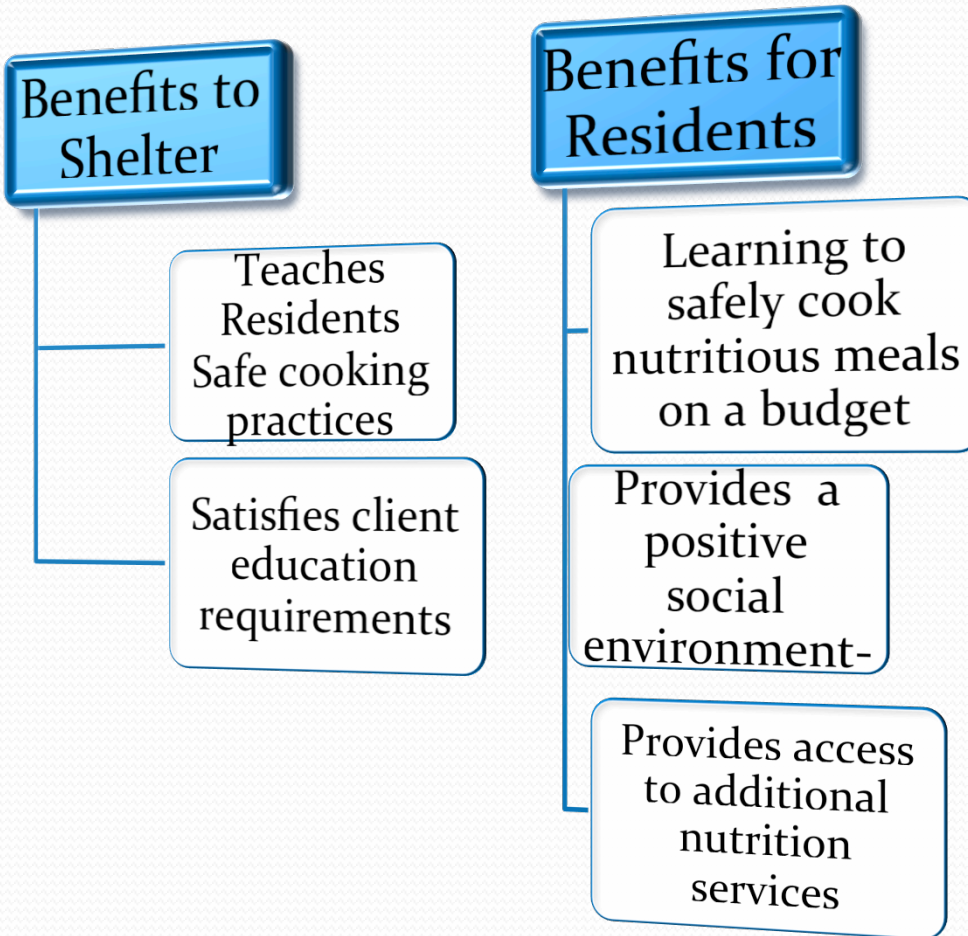 Benefits to
Shelter
Teaches
Residents
Safe cooking
practices
Satisfies client
education
requirements
Benefits for
Residents
Learning to
safely cook
nutritious meals
on a budget
Provides a
positive
social
environment-
Provides access
to additional
nutrition
services